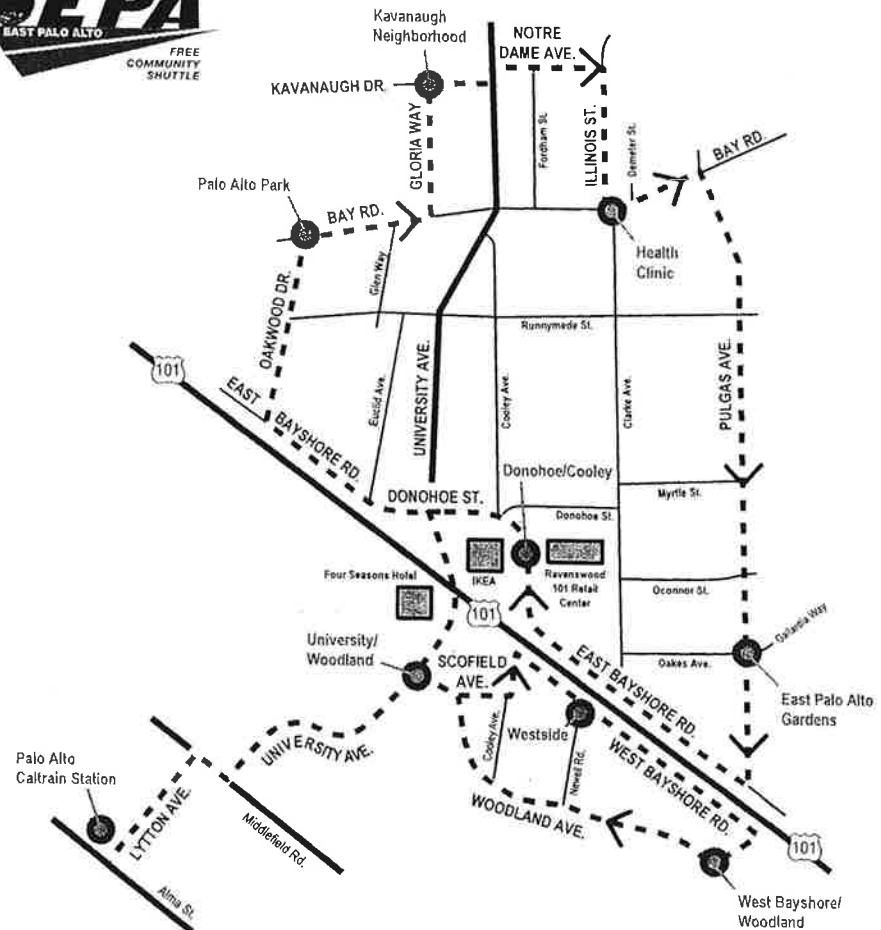 SEPA
EAST PALO ALTO
FREE
COMMUNITY
SHUTTLE
Kavanaugh
Neighborhood
NOTRE
DAME AVE.
KAVANAUGH DR.
GLORIA WAY
Fordham St.
ILLINOIS ST.
Demeter St.
BAY RD.
Palo Alto Park
BAY RD.
Health
Clinic
Glen Way
OAKWOOD DR.
Runnymede St.
101
EAST
BAYSHORE RD.
Euclid Ave.
UNIVERSITY AVE.
Cooley Ave.
Clarke Ave.
PULGAS AVE.
Donohoe/Cooley
DONOHOE ST.
Donohoe St.
Myrtle St.
IKEA
Ravenswood
101 Retail
Center
Four Seasons Hotel
101
Oconnor St.
Gailardia Way
University/
Woodland
SCOFIELD
AVE.
EAST BAYSHORE RD.
Oakes Ave.
East Palo Alto
Gardens
Cooley Ave.
Westside
Newell Rd.
WEST BAYSHORE RD.
UNIVERSITY AVE.
Palo Alto
Caltrain Station
LYTTON AVE.
Middlefield Rd.
WOODLAND AVE.
101
Alma St.
West Bayshore/
Woodland